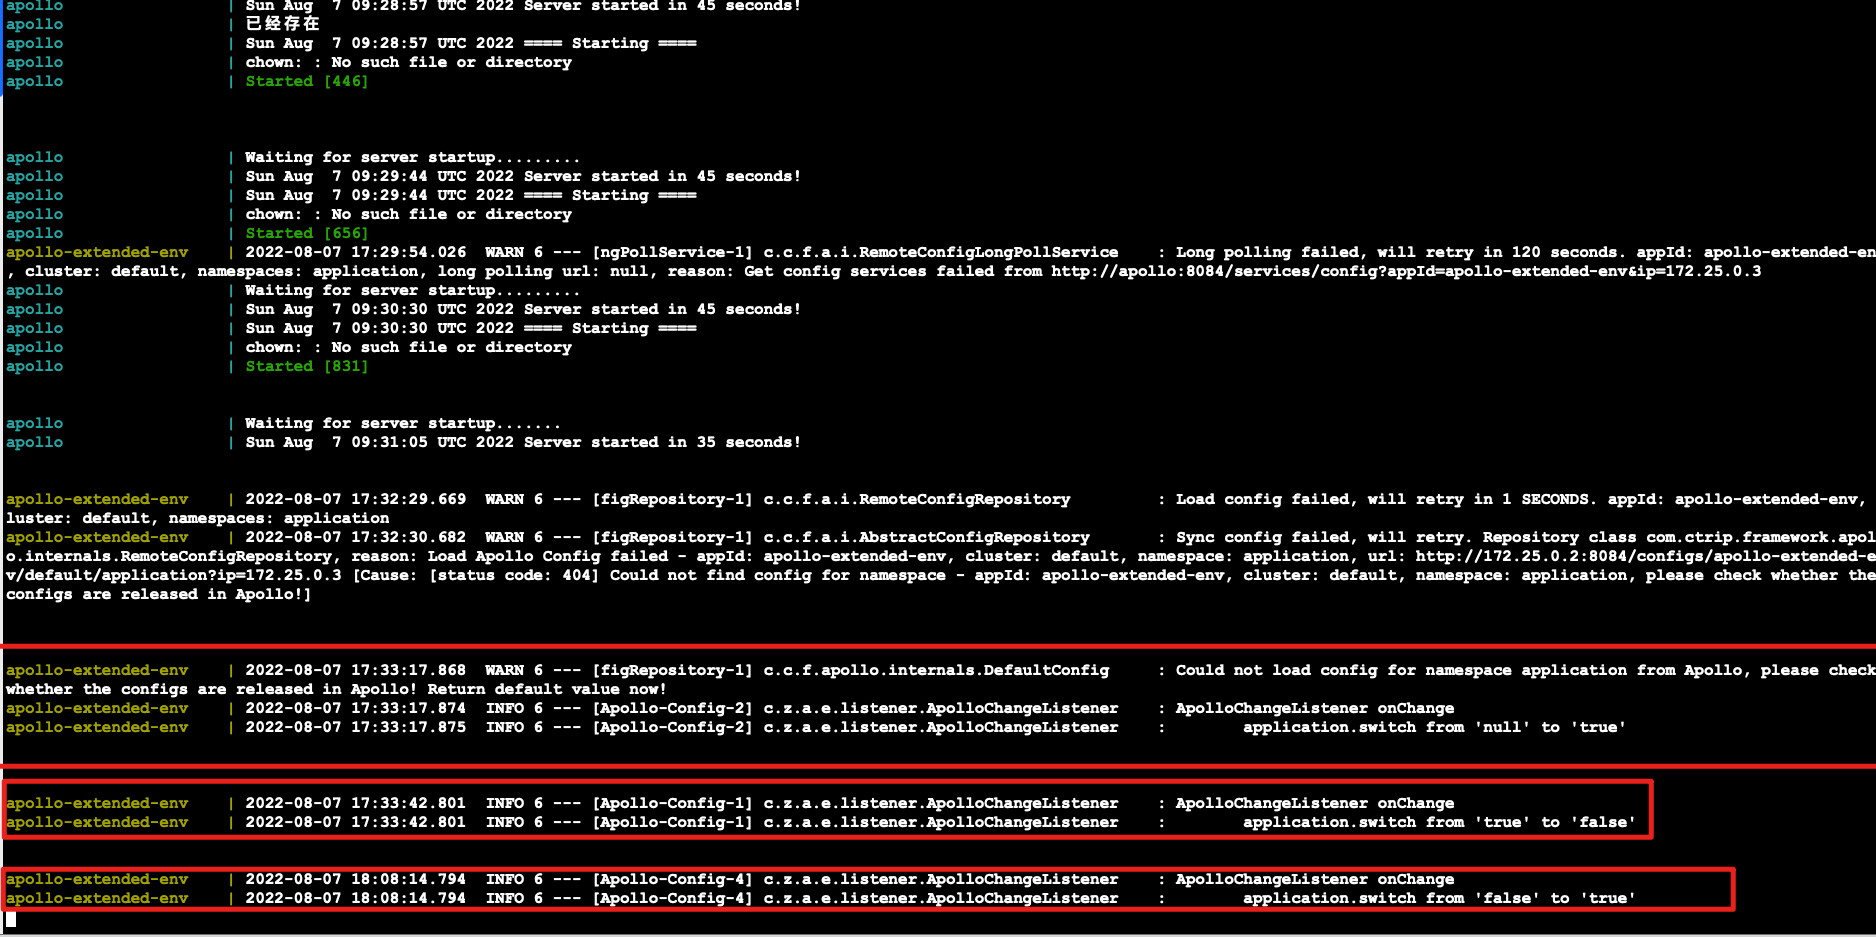 apollo | Sun Aug  7 09:28:57 UTC 2022 Server started in 45 seconds!
apollo | 已经存在
apollo | Sun Aug  7 09:28:57 UTC 2022 ==== Starting ====
apollo | chown: : No such file or directory
apollo | Started [446]
apollo | Waiting for server startup.........
apollo | Sun Aug  7 09:29:44 UTC 2022 Server started in 45 seconds!
apollo | Sun Aug  7 09:29:44 UTC 2022 ==== Starting ====
apollo | chown: : No such file or directory
apollo | Started [656]
apollo-extended-env | 2022-08-07 17:29:54.026  WARN 6 --- [ngPollService-1] c.c.f.a.i.RemoteConfigLongPollService : Long polling failed, will retry in 120 seconds. appId: apollo-extended-en
, cluster: default, namespaces: application, long polling url: null, reason: Get config services failed from http://apollo:8084/services/config?appId=apollo-extended-env&ip=172.25.0.3
apollo | Waiting for server startup.........
apollo | Sun Aug  7 09:30:30 UTC 2022 Server started in 45 seconds!
apollo | Sun Aug  7 09:30:30 UTC 2022 ==== Starting ====
apollo | chown: : No such file or directory
apollo | Started [831]
apollo | Waiting for server startup.......
apollo | Sun Aug  7 09:31:05 UTC 2022 Server started in 35 seconds!
apollo-extended-env | 2022-08-07 17:32:29.669  WARN 6 --- [figRepository-1] c.c.f.a.i.RemoteConfigRepository : Load config failed, will retry in 1 SECONDS. appId: apollo-extended-env,
luster: default, namespaces: application
apollo-extended-env | 2022-08-07 17:32:30.682  WARN 6 --- [figRepository-1] c.c.f.a.i.AbstractConfigRepository : Sync config failed, will retry. Repository class com.ctrip.framework.apol
o.internals.RemoteConfigRepository, reason: Load Apollo Config failed - appId: apollo-extended-env, cluster: default, namespace: application, url: http://172.25.0.2:8084/configs/apollo-extended-e
v/default/application?ip=172.25.0.3 [Cause: [status code: 404] Could not find config for namespace - appId: apollo-extended-env, cluster: default, namespace: application, please check whether the
configs are released in Apollo!]
apollo-extended-env | 2022-08-07 17:33:17.868  WARN 6 --- [figRepository-1] c.c.f.apollo.internals.DefaultConfig : Could not load config for namespace application from Apollo, please check
whether the configs are released in Apollo! Return default value now!
apollo-extended-env | 2022-08-07 17:33:17.874  INFO 6 --- [Apollo-Config-2] c.z.a.e.listener.ApolloChangeListener : ApolloChangeListener onChange
apollo-extended-env | 2022-08-07 17:33:17.875  INFO 6 --- [Apollo-Config-2] c.z.a.e.listener.ApolloChangeListener : application.switch from 'null' to 'true'
apollo-extended-env | 2022-08-07 17:33:42.801  INFO 6 --- [Apollo-Config-1] c.z.a.e.listener.ApolloChangeListener : ApolloChangeListener onChange
apollo-extended-env | 2022-08-07 17:33:42.801  INFO 6 --- [Apollo-Config-1] c.z.a.e.listener.ApolloChangeListener : application.switch from 'true' to 'false'
apollo-extended-env | 2022-08-07 18:08:14.794  INFO 6 --- [Apollo-Config-4] c.z.a.e.listener.ApolloChangeListener : ApolloChangeListener onChange
apollo-extended-env | 2022-08-07 18:08:14.794  INFO 6 --- [Apollo-Config-4] c.z.a.e.listener.ApolloChangeListener : application.switch from 'false' to 'true'